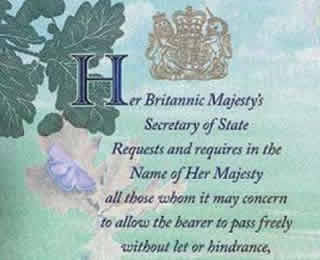 Her Britannic Majesty's
Secretary of State
Requests and requires in the
Name of Her Majesty
all those whom it may concern
to allow the bearer to pass freely
without let or hindrance,